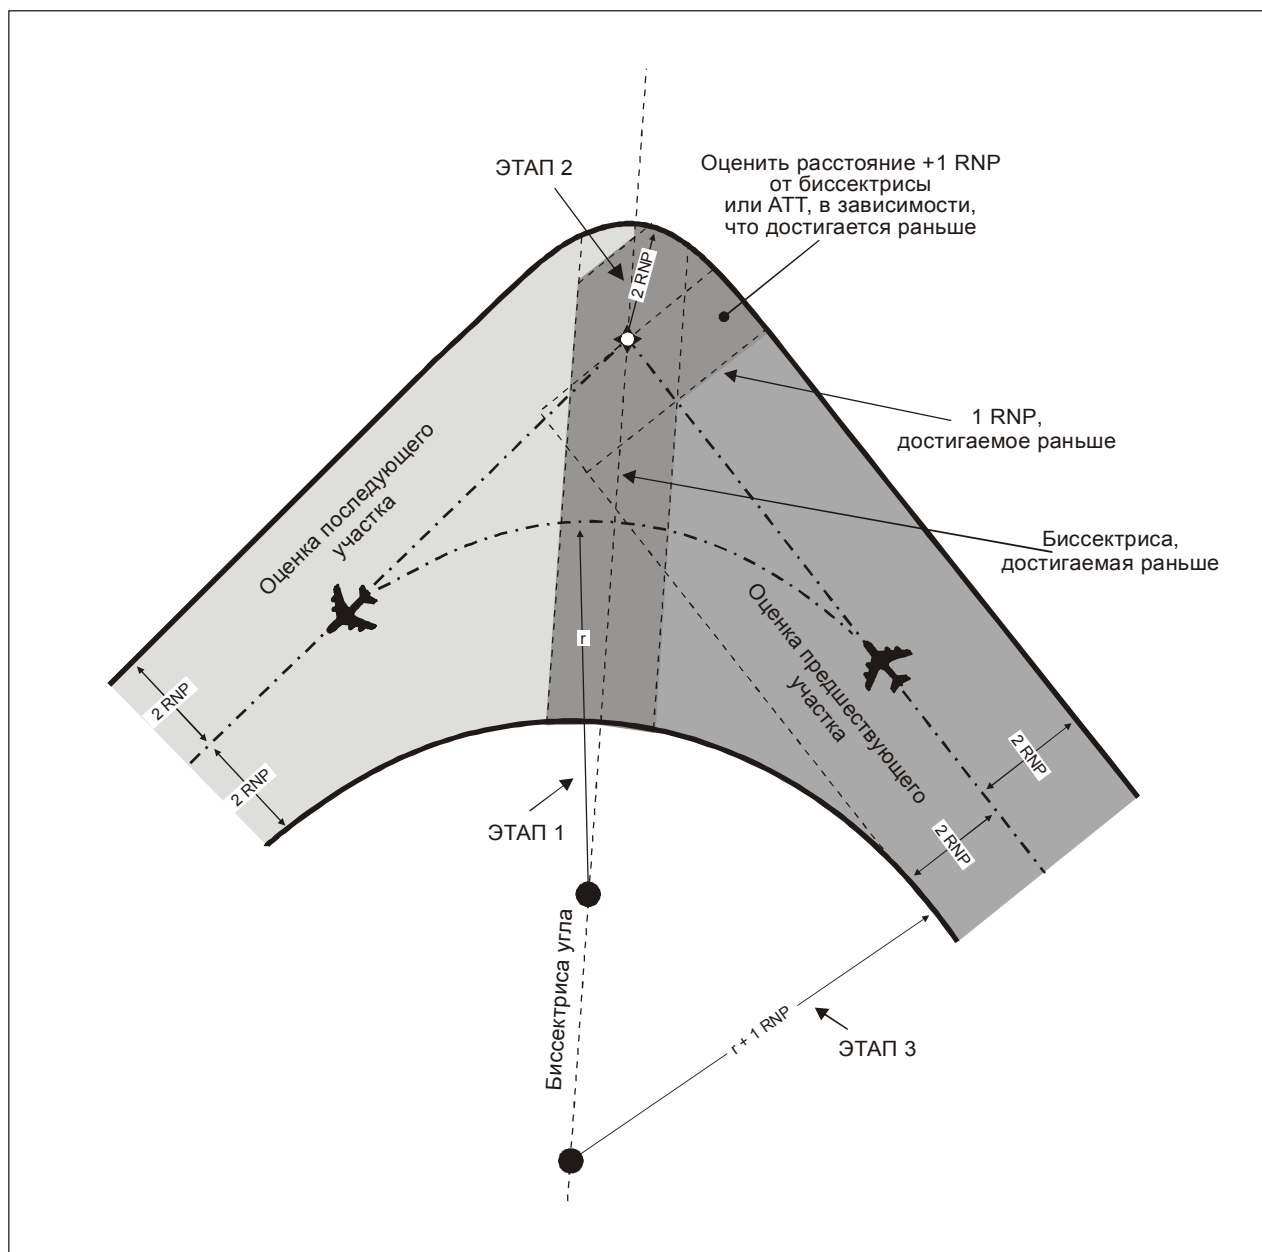 ЭТАП 2
Оценить расстояние +1 RNP
от биссектрисы
или АТТ, в зависимости,
что достигается раньше
2 RNP
1 RNP,
достигаемое раньше
Оценка последующего
участка
Биссектриса,
достигаемая раньше
r
Оценка предшествующего
участка
2 RNP
2 RNP
2 RNP
2 RNP
ЭТАП 1
Биссектриса угла
r + 1 RNP
ЭТАП 3